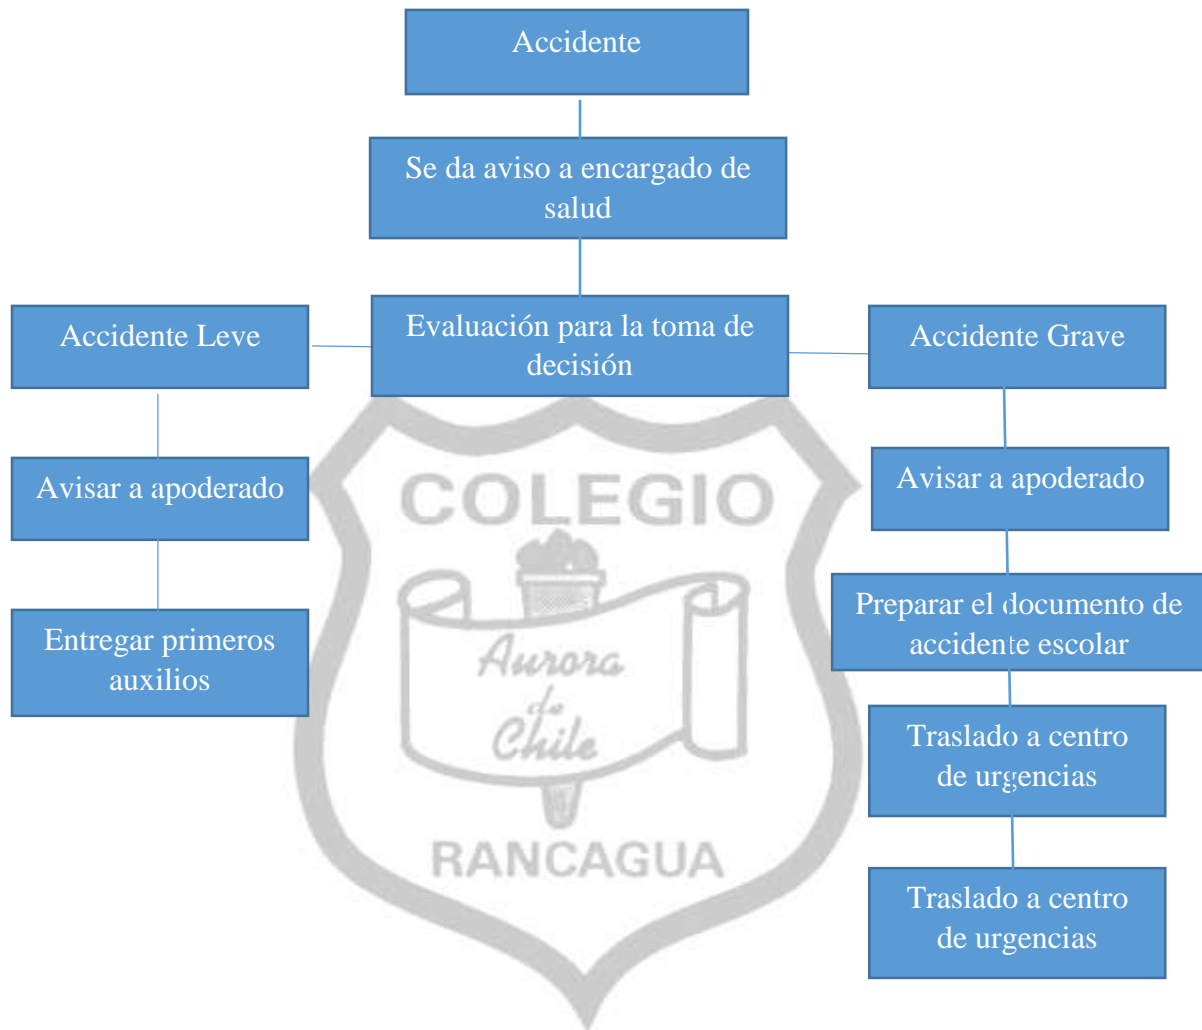 Accidente
Se da aviso a encargado de
salud
Evaluación para la toma de
decisión
Accidente Leve
Avisar a apoderado
Entregar primeros
auxilios
Accidente Grave
Avisar a apoderado
Preparar el documento de
accidente escolar
Traslado a centro
de urgencias
Traslado a centro
de urgencias
COLEGIO
Aurora
de
Chile
RANCAGUA